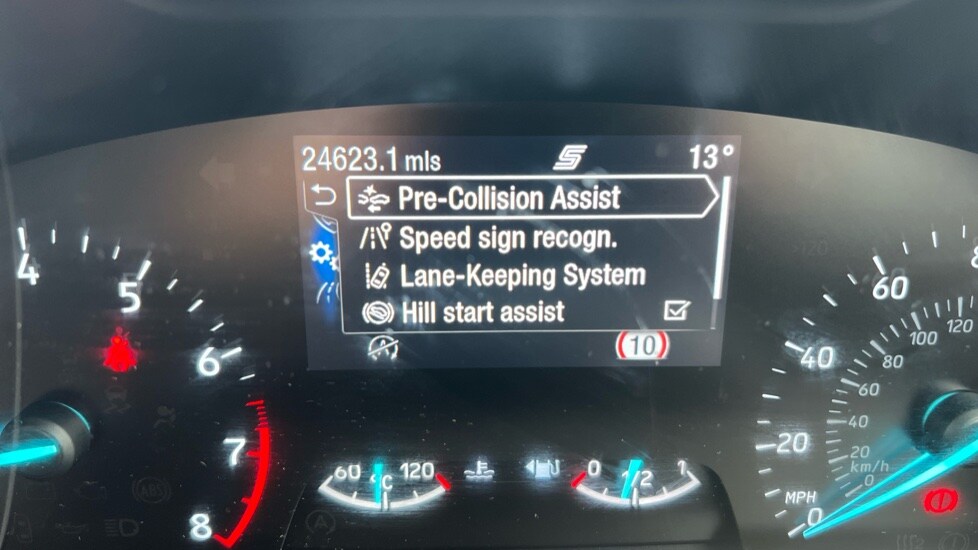 24623.1 mls S 13°
Pre-Collision Assist
Speed sign recogn.
Lane-Keeping System
Hill start assist
10
4
5
6
7
8
60 120
°C
0 1/2 1
MPH
0
20
40
60
km/h
0
20
40
60
80
100
120
ABS
A